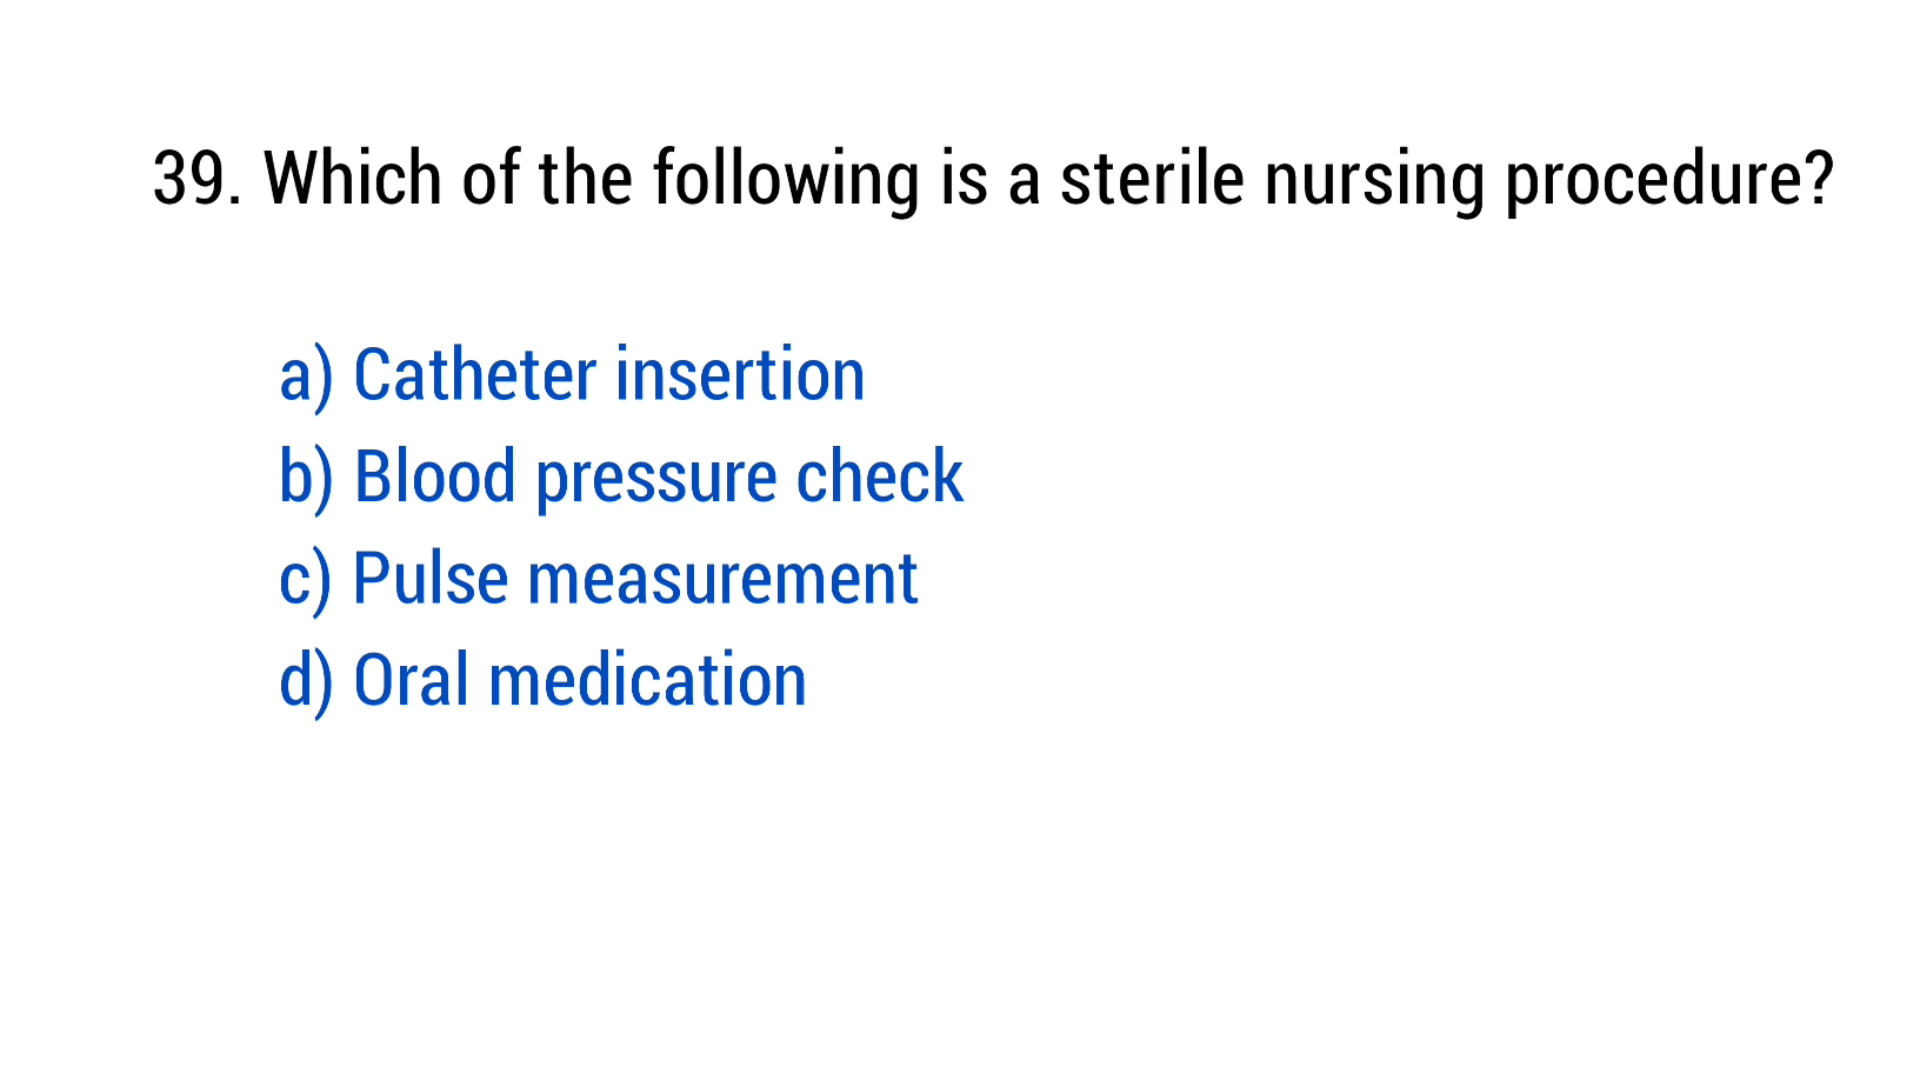 39. Which of the following is a sterile nursing procedure?
a) Catheter insertion
b) Blood pressure check
c) Pulse measurement
d) Oral medication